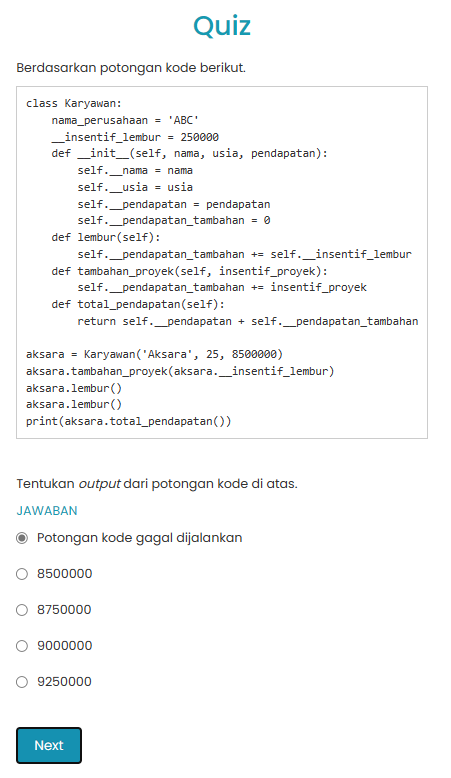 Quiz
Berdasarkan potongan kode berikut.
class Karyawan:
    nama_perusahaan = 'ABC'
    __insentif_lembur = 250000
    def __init__(self, nama, usia, pendapatan):
        self.__nama = nama
        self.__usia = usia
        self.__pendapatan = pendapatan
        self.__pendapatan_tambahan = 0
    def lembur(self):
        self.__pendapatan_tambahan += self.__insentif_lembur
    def tambahan_proyek(self, insentif_proyek):
        self.__pendapatan_tambahan += insentif_proyek
    def total_pendapatan(self):
        return self.__pendapatan + self.__pendapatan_tambahan
aksara = Karyawan('Aksara', 25, 8500000)
aksara.tambahan_proyek(aksara.__insentif_lembur)
aksara.lembur()
aksara.lembur()
print(aksara.total_pendapatan())
Tentukan output dari potongan kode di atas.
JAWABAN
Potongan kode gagal dijalankan
8500000
8750000
9000000
9250000
Next